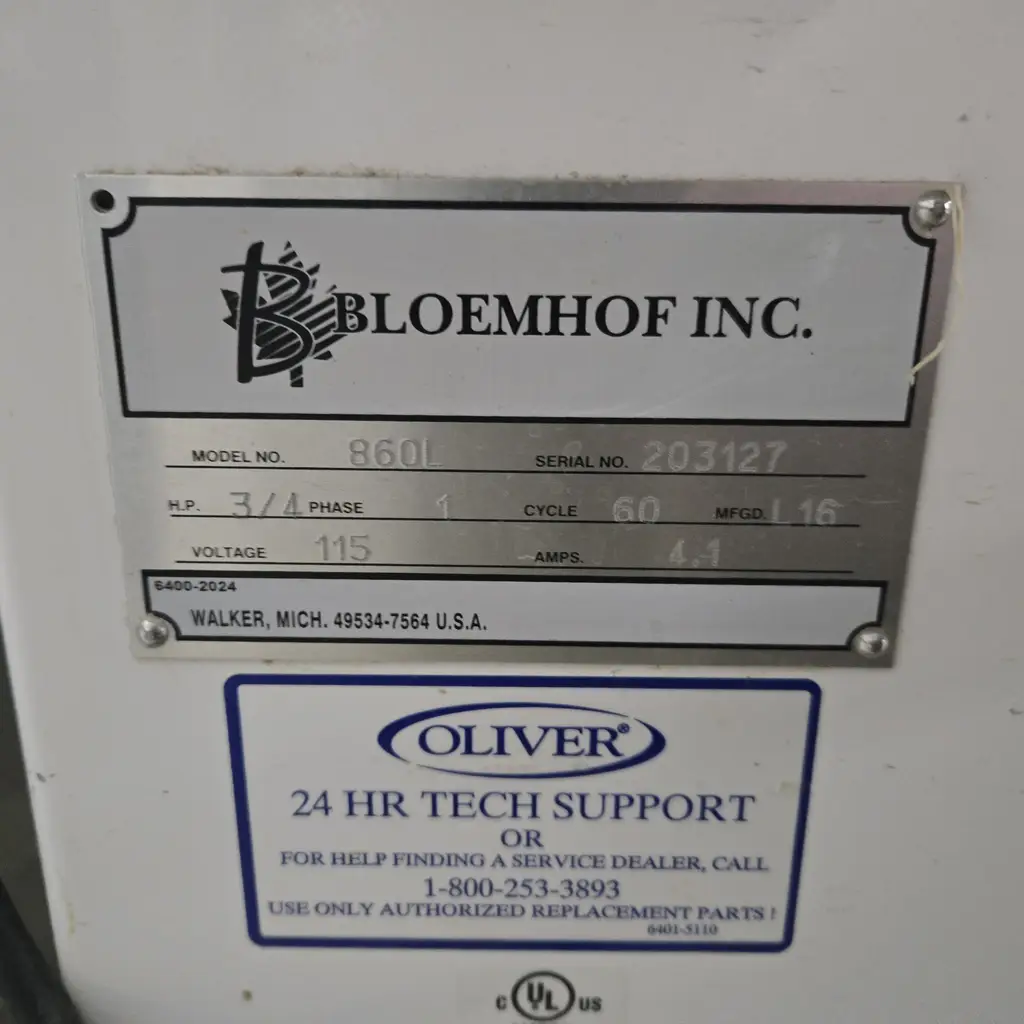 B BLOEMHOF INC.
MODEL NO. 860L SERIAL NO. 203127
H.P. 3/4 PHASE 1 CYCLE 60 MFGD. L16
VOLTAGE 115 AMPS. 4.1
6400-2024
WALKER, MICH. 49534-7564 U.S.A.
OLIVER®
24 HR TECH SUPPORT
OR
FOR HELP FINDING A SERVICE DEALER, CALL
1-800-253-3893
USE ONLY AUTHORIZED REPLACEMENT PARTS !
6401-5110
C UL US